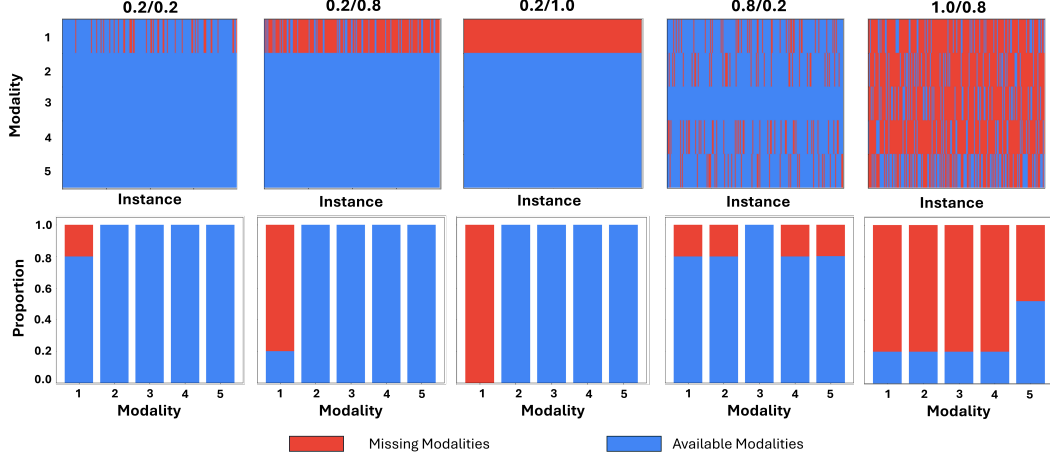 0.2/0.2 0.2/0.8 0.2/1.0 0.8/0.2 1.0/0.8
Modality
1
2
3
4
5
Instance Instance Instance Instance Instance
Proportion
1.0
0.8
0.6
0.4
0.2
0.0
1 2 3 4 5 1 2 3 4 5 1 2 3 4 5 1 2 3 4 5 1 2 3 4 5
Modality Modality Modality Modality Modality
Missing Modalities Available Modalities